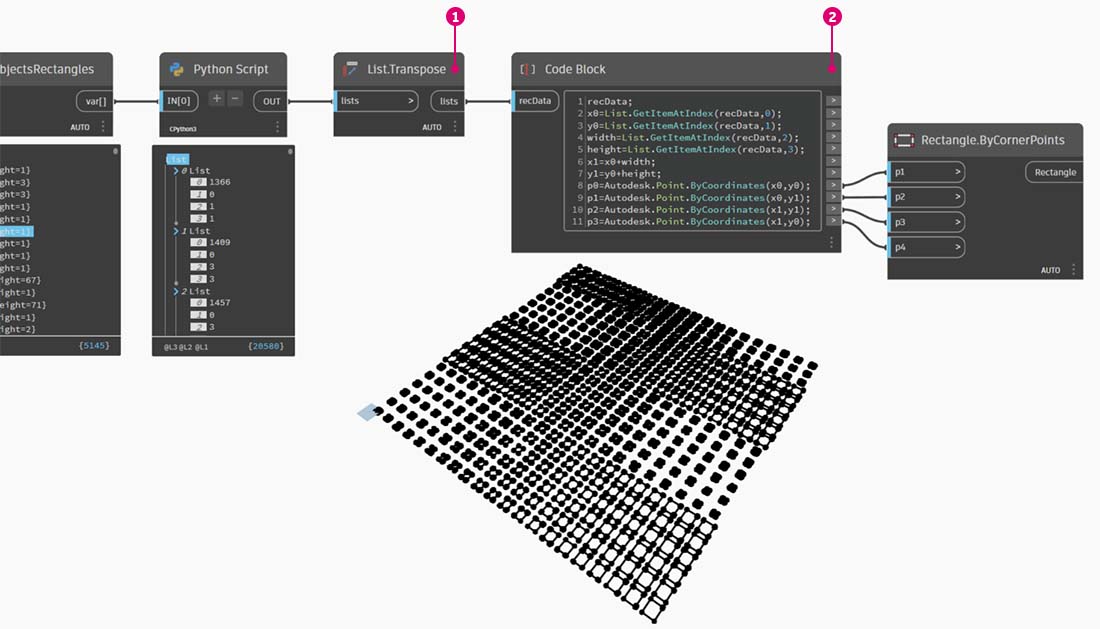 1
2
bjectsRectangles
var[]
AUTO
ght=1}
ght=3}
ght=3}
ght=1}
ght=1}
ght=1}
ght=1}
ght=1}
ght=1}
ight=67}
ght=1}
eight=71}
ght=1}
ght=2}
{5145}
Python Script
IN[0]
+
−
OUT
CPython3
List
0 List
0 1366
1 0
2 1
3 1
1 List
0 1409
1 0
2 3
3 3
2 List
0 1457
1 0
2 3
@L3 @L2 @L1
{20580}
List.Transpose
lists
>
lists
AUTO
Code Block
recData
1 recData;
2 x0=List.GetItemAtIndex(recData,0);
3 y0=List.GetItemAtIndex(recData,1);
4 width=List.GetItemAtIndex(recData,2);
5 height=List.GetItemAtIndex(recData,3);
6 x1=x0+width;
7 y1=y0+height;
8 p0=Autodesk.Point.ByCoordinates(x0,y0);
9 p1=Autodesk.Point.ByCoordinates(x0,y1);
10 p2=Autodesk.Point.ByCoordinates(x1,y1);
11 p3=Autodesk.Point.ByCoordinates(x1,y0);
>
>
>
>
>
>
>
>
>
>
>
Rectangle.ByCornerPoints
p1 >
Rectangle
p2 >
p3 >
p4 >
AUTO